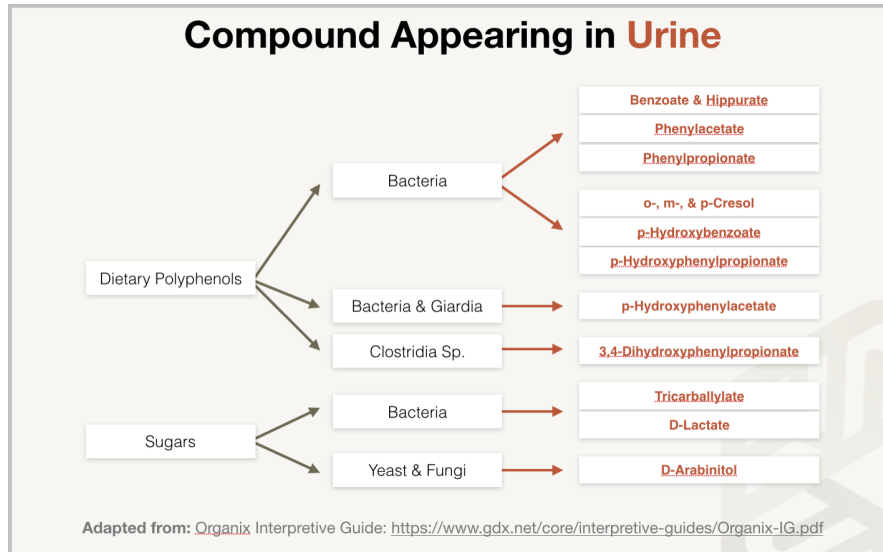 Compound Appearing in Urine
Dietary Polyphenols
Bacteria
Benzoate & Hippurate
Phenylacetate
Phenylpropionate
o-, m-, & p-Cresol
p-Hydroxybenzoate
p-Hydroxyphenylpropionate
Bacteria & Giardia
p-Hydroxyphenylacetate
Clostridia Sp.
3,4-Dihydroxyphenylpropionate
Sugars
Bacteria
Tricarballylate
D-Lactate
Yeast & Fungi
D-Arabinitol
Adapted from: Organix Interpretive Guide: https://www.gdx.net/core/interpretive-guides/Organix-IG.pdf